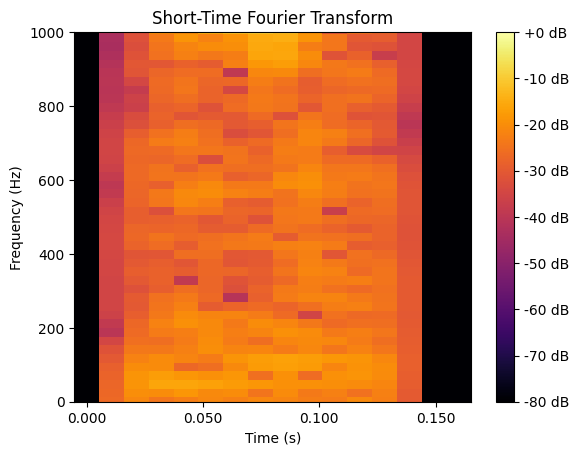 Short-Time Fourier Transform
Frequency (Hz)
1000
800
600
400
200
0
0.000
0.050
0.100
0.150
Time (s)
+0 dB
-10 dB
-20 dB
-30 dB
-40 dB
-50 dB
-60 dB
-70 dB
-80 dB